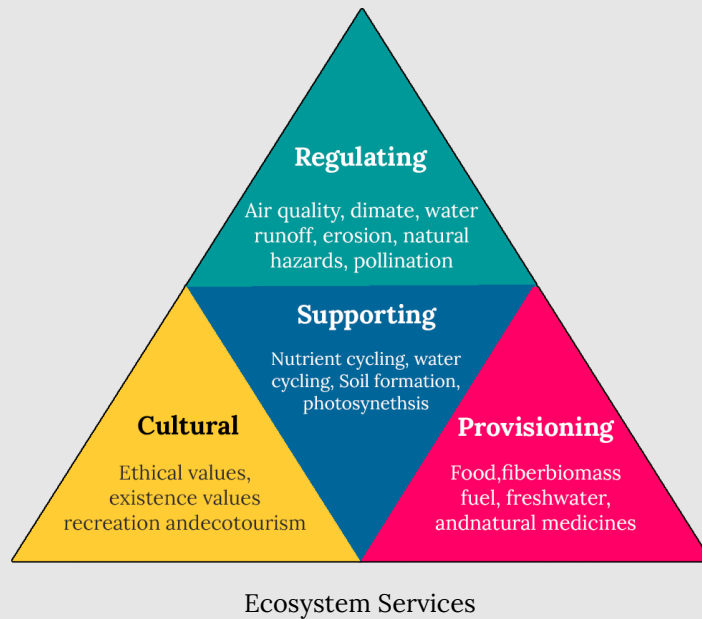 Regulating
Air quality, dimate, water
runoff, erosion, natural
hazards, pollination
Supporting
Nutrient cycling, water
cycling, Soil formation,
photosynethsis
Cultural
Ethical values,
existence values
recreation andecotourism
Provisioning
Food,fiberbiomass
fuel, freshwater,
andnatural medicines
Ecosystem Services